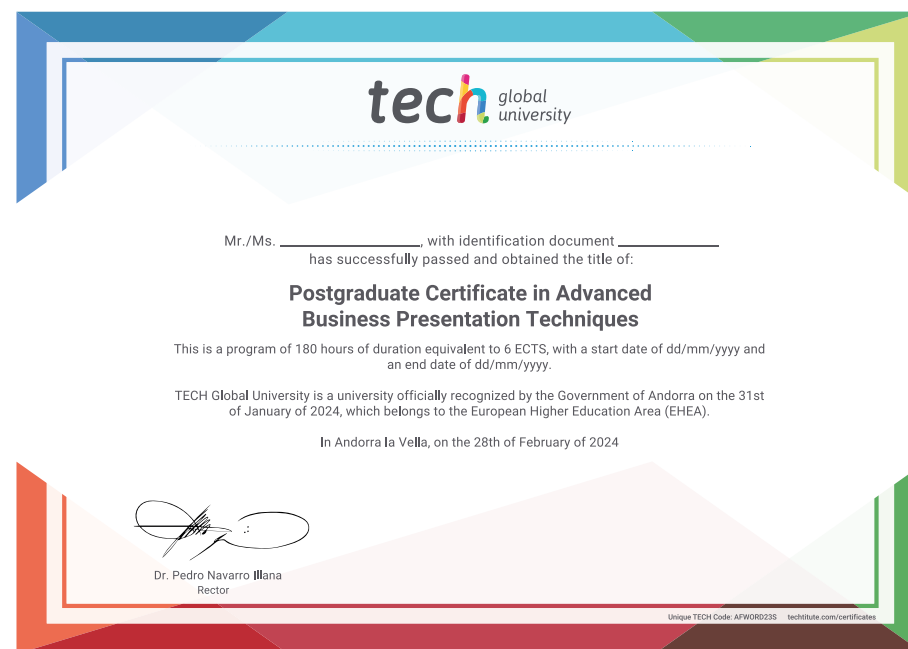 tech global university
Mr./Ms. ____________________, with identification document ______________
has successfully passed and obtained the title of:
Postgraduate Certificate in Advanced
Business Presentation Techniques
This is a program of 180 hours of duration equivalent to 6 ECTS, with a start date of dd/mm/yyyy and
an end date of dd/mm/yyyy.
TECH Global University is a university officially recognized by the Government of Andorra on the 31st
of January of 2024, which belongs to the European Higher Education Area (EHEA).
In Andorra la Vella, on the 28th of February of 2024
Dr. Pedro Navarro Illana
Rector
Unique TECH Code: AFWORD23S techtitute.com/certificates